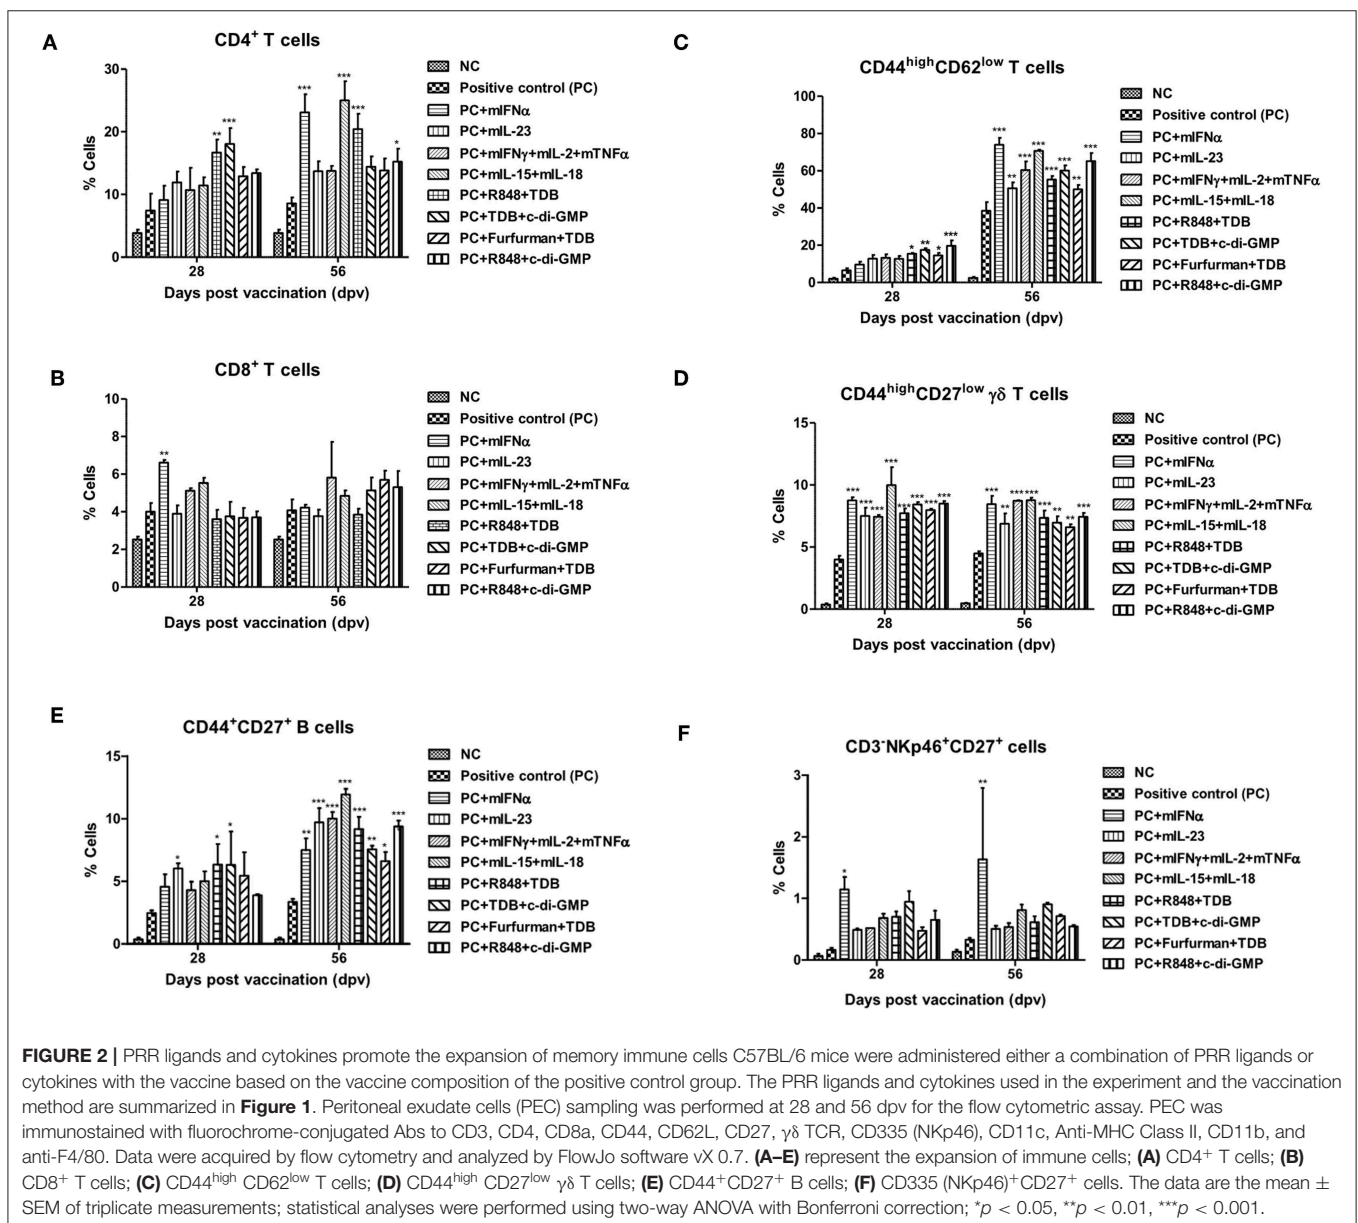 A
CD4+ T cells
30
20
10
0
% Cells
** *** *** *** *** *
28
56
Days post vaccination (dpv)
NC
Positive control (PC)
PC+mIFNα
PC+mIL-23
PC+mIFNγ+mIL-2+mTNFα
PC+mIL-15+mIL-18
PC+R848+TDB
PC+TDB+c-di-GMP
PC+Furfurman+TDB
PC+R848+c-di-GMP
B
CD8+ T cells
10
8
6
4
2
0
% Cells
**
28
56
Days post vaccination (dpv)
NC
Positive control (PC)
PC+mIFNα
PC+mIL-23
PC+mIFNγ+mIL-2+mTNFα
PC+mIL-15+mIL-18
PC+R848+TDB
PC+TDB+c-di-GMP
PC+Furfurman+TDB
PC+R848+c-di-GMP
C
CD44highCD62low T cells
100
80
60
40
20
0
% Cells
* ** * *** *** ** *** *** *** *** ** ***
28
56
Days post vaccination (dpv)
NC
Positive control (PC)
PC+mIFNα
PC+mIL-23
PC+mIFNγ+mIL-2+mTNFα
PC+mIL-15+mIL-18
PC+R848+TDB
PC+TDB+c-di-GMP
PC+Furfurman+TDB
PC+R848+c-di-GMP
D
CD44highCD27low γδ T cells
15
10
5
0
% Cells
*** *** *** *** *** *** *** *** *** ** *** *** *** ** ** ***
28
56
Days post vaccination (dpv)
NC
Positive control (PC)
PC+mIFNα
PC+mIL-23
PC+mIFNγ+mIL-2+mTNFα
PC+mIL-15+mIL-18
PC+R848+TDB
PC+TDB+c-di-GMP
PC+Furfurman+TDB
PC+R848+c-di-GMP
E
CD44+CD27+ B cells
15
10
5
0
% Cells
* * * ** *** *** *** *** ** * ***
28
56
Days post vaccination (dpv)
NC
Positive control (PC)
PC+mIFNα
PC+mIL-23
PC+mIFNγ+mIL-2+mTNFα
PC+mIL-15+mIL-18
PC+R848+TDB
PC+TDB+c-di-GMP
PC+Furfurman+TDB
PC+R848+c-di-GMP
F
CD3-NKp46+CD27+ cells
3
2
1
0
% Cells
* **
28
56
Days post vaccination (dpv)
NC
Positive control (PC)
PC+mIFNα
PC+mIL-23
PC+mIFNγ+mIL-2+mTNFα
PC+mIL-15+mIL-18
PC+R848+TDB
PC+TDB+c-di-GMP
PC+Furfurman+TDB
PC+R848+c-di-GMP
FIGURE 2 | PRR ligands and cytokines promote the expansion of memory immune cells C57BL/6 mice were administered either a combination of PRR ligands or
cytokines with the vaccine based on the vaccine composition of the positive control group. The PRR ligands and cytokines used in the experiment and the vaccination
method are summarized in Figure 1. Peritoneal exudate cells (PEC) sampling was performed at 28 and 56 dpv for the flow cytometric assay. PEC was
immunostained with fluorochrome-conjugated Abs to CD3, CD4, CD8a, CD44, CD62L, CD27, γδ TCR, CD335 (NKp46), CD11c, Anti-MHC Class II, CD11b, and
anti-F4/80. Data were acquired by flow cytometry and analyzed by FlowJo software vX 0.7. (A–E) represent the expansion of immune cells; (A) CD4+ T cells; (B)
CD8+ T cells; (C) CD44high CD62low T cells; (D) CD44high CD27low γδ T cells; (E) CD44+CD27+ B cells; (F) CD335 (NKp46)+CD27+ cells. The data are the mean ±
SEM of triplicate measurements; statistical analyses were performed using two-way ANOVA with Bonferroni correction; *p < 0.05, **p < 0.01, ***p < 0.001.